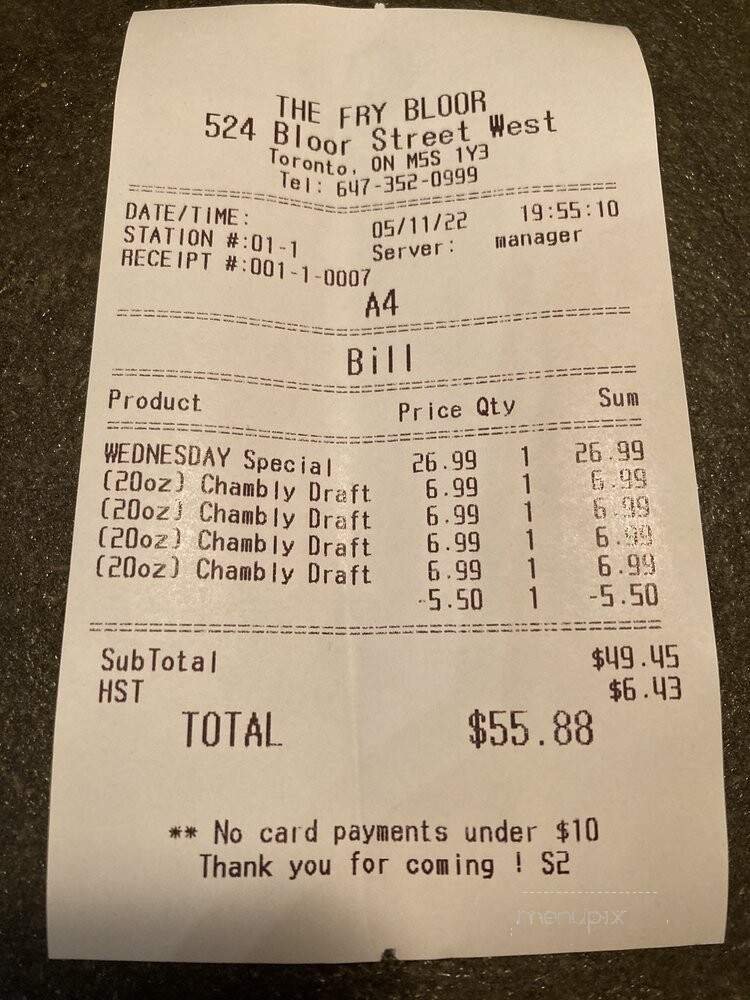 THE FRY BLOOR
524 Bloor Street West
Toronto, ON M5S 1Y3
Tel: 647-352-0999
DATE/TIME: 05/11/22 19:55:10
STATION #:01-1 Server: manager
RECEIPT #:001-1-0007
A4
Bill
Product Price Qty Sum
WEDNESDAY Special 26.99 1 26.99
(20oz) Chambly Draft 6.99 1 6.99
(20oz) Chambly Draft 6.99 1 6.99
(20oz) Chambly Draft 6.99 1 6.99
(20oz) Chambly Draft 6.99 1 6.99
-5.50 1 -5.50
SubTotal $49.45
HST $6.43
TOTAL $55.88
** No card payments under $10
Thank you for coming ! S2
menupix